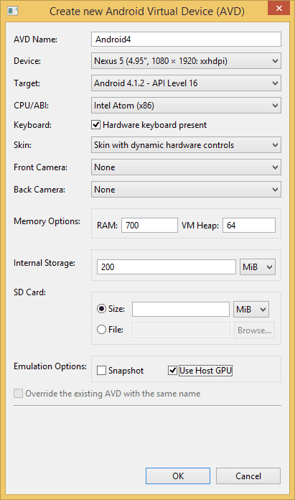 Create new Android Virtual Device (AVD)
AVD Name: Android4
Device: Nexus 5 (4.95", 1080 × 1920: xxhdpi)
Target: Android 4.1.2 - API Level 16
CPU/ABI: Intel Atom (x86)
Keyboard: Hardware keyboard present
Skin: Skin with dynamic hardware controls
Front Camera: None
Back Camera: None
Memory Options: RAM: 700 VM Heap: 64
Internal Storage: 200 MiB
SD Card:
Size: MiB
File: Browse...
Emulation Options: Snapshot Use Host GPU
Override the existing AVD with the same name
OK Cancel